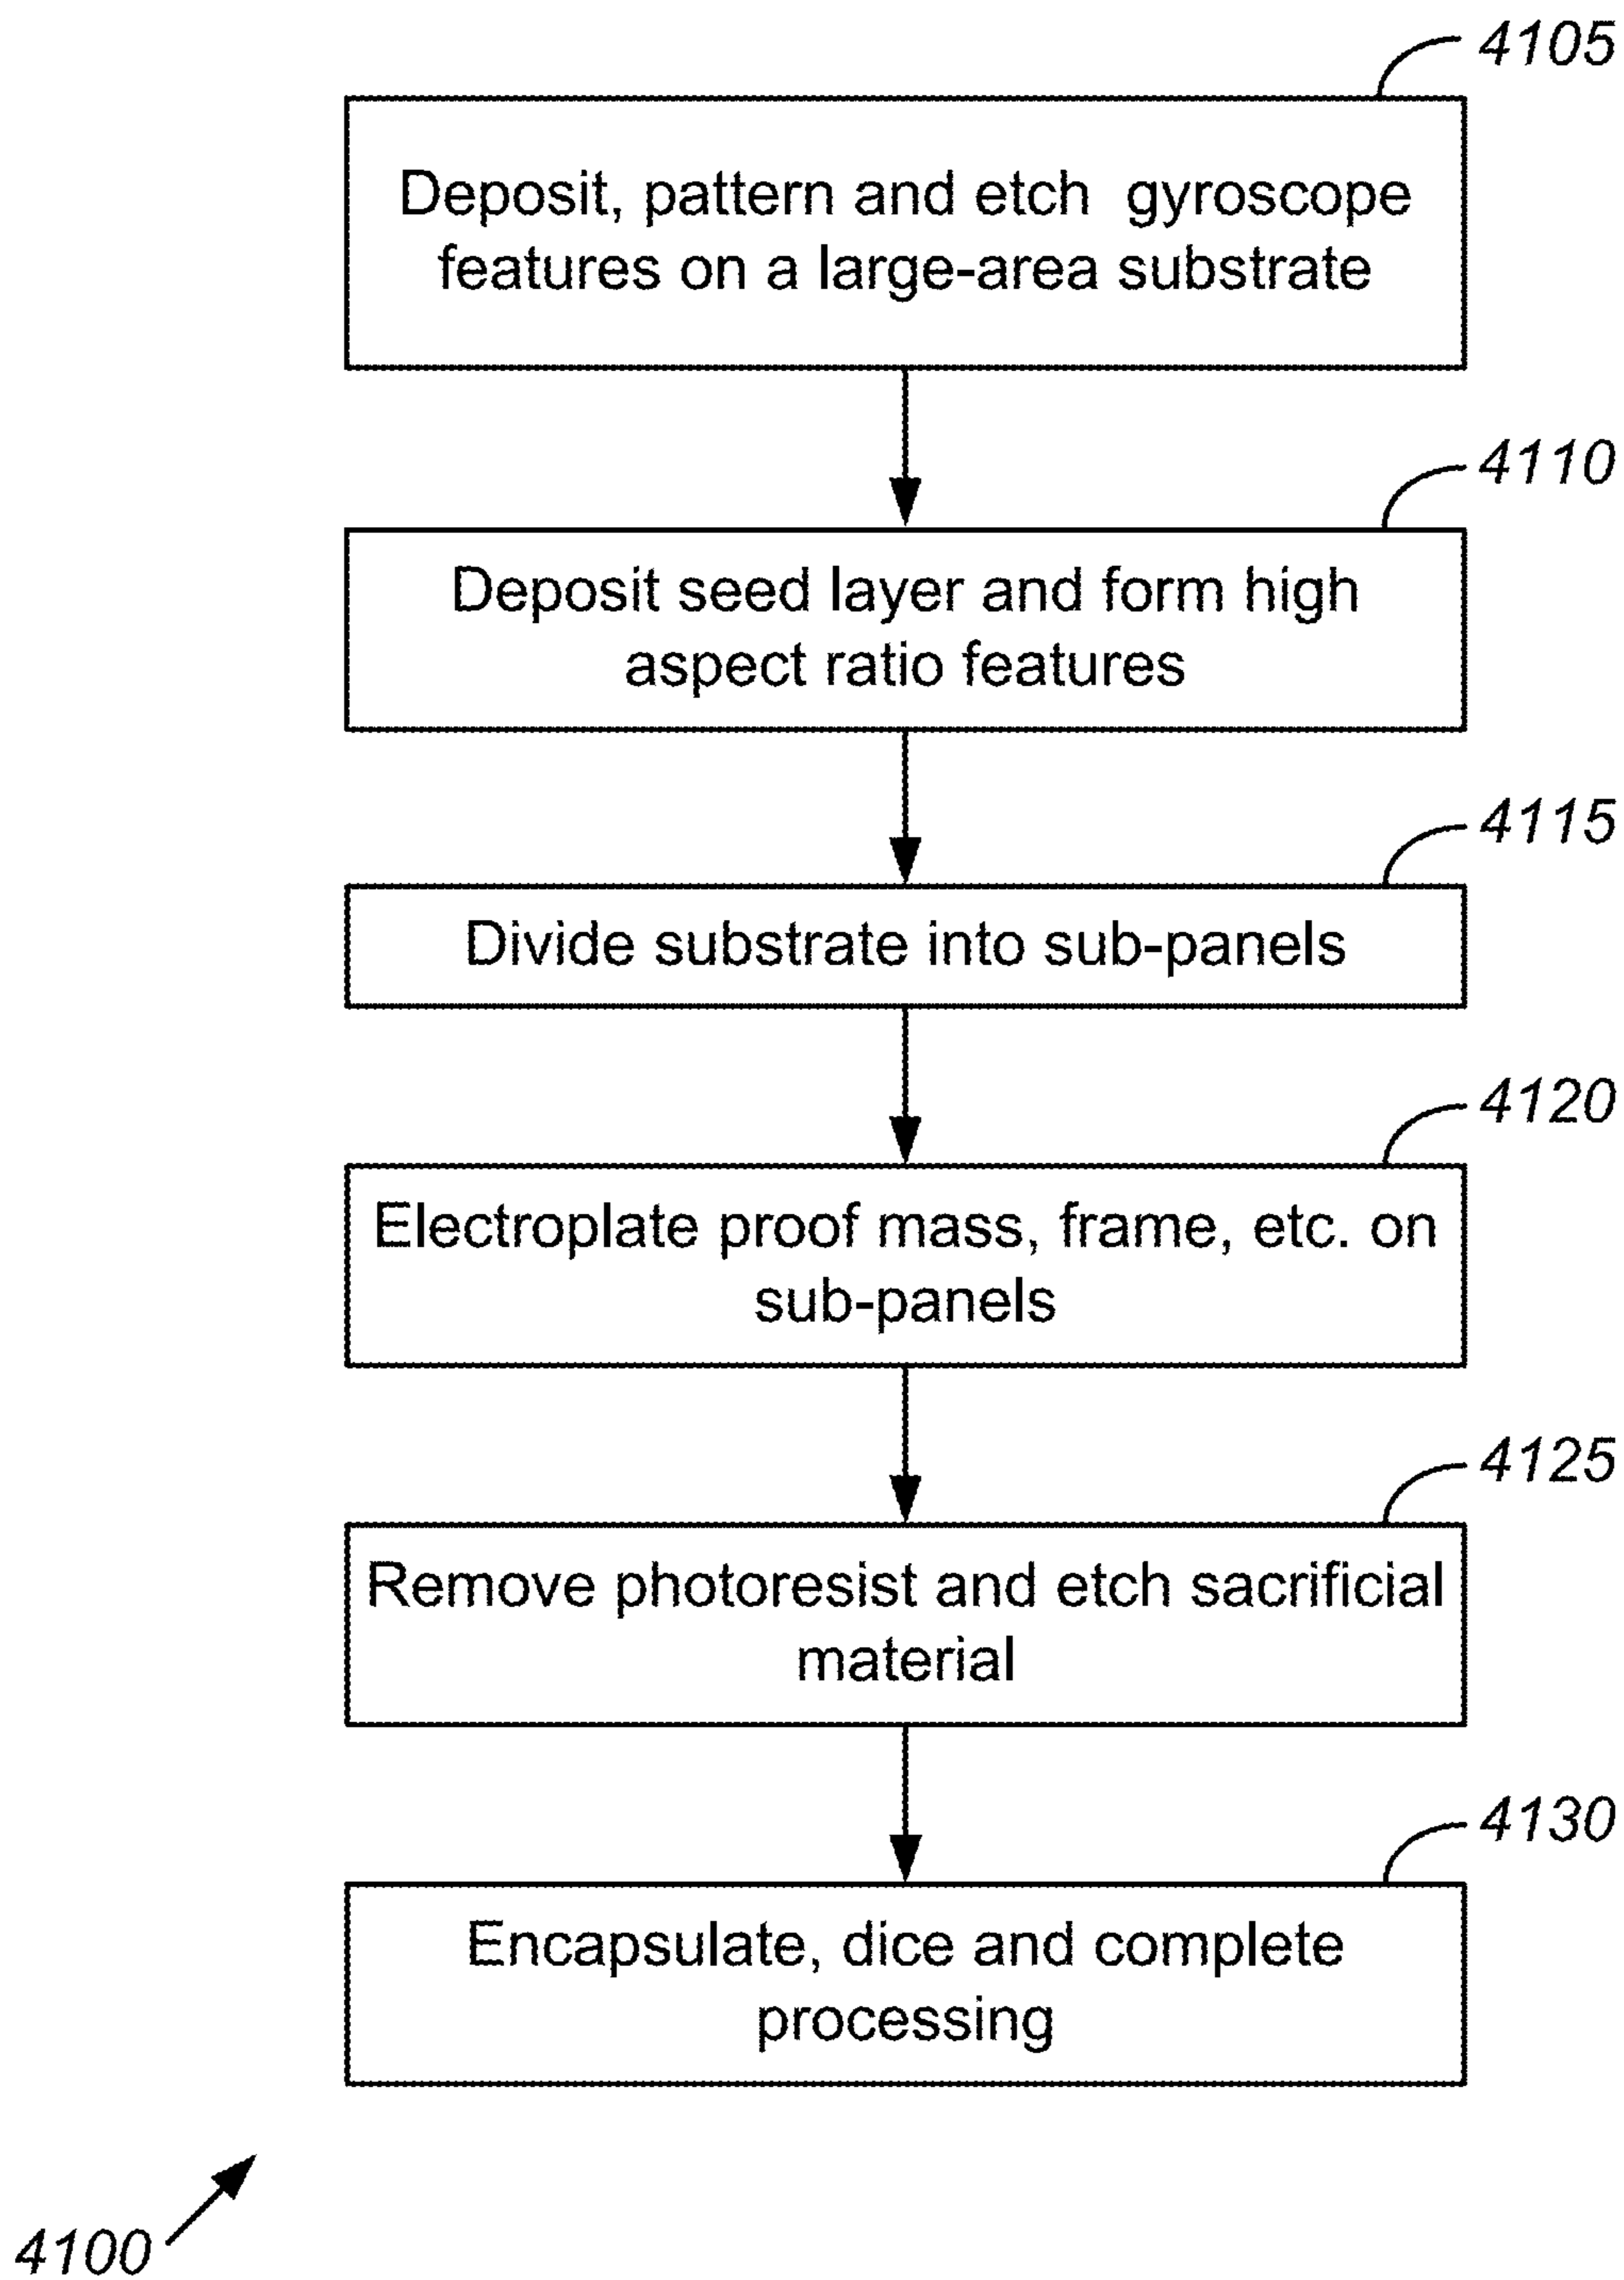 4105
Deposit, pattern and etch gyroscope
features on a large-area substrate
4110
Deposit seed layer and form high
aspect ratio features
4115
Divide substrate into sub-panels
4120
Electroplate proof mass, frame, etc. on
sub-panels
4125
Remove photoresist and etch sacrificial
material
4130
Encapsulate, dice and complete
processing
4100